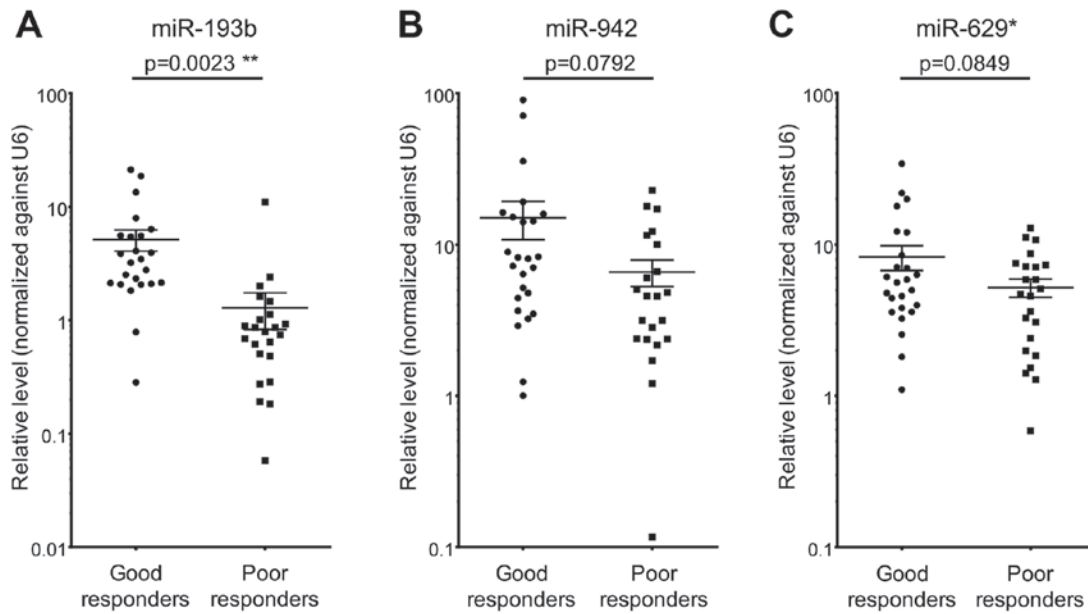 A
miR-193b
p=0.0023 **
Relative level (normalized against U6)
100
10
1
0.1
0.01
Good
responders
Poor
responders
B
miR-942
p=0.0792
Relative level (normalized against U6)
100
10
1
0.1
Good
responders
Poor
responders
C
miR-629*
p=0.0849
Relative level (normalized against U6)
100
10
1
0.1
Good
responders
Poor
responders